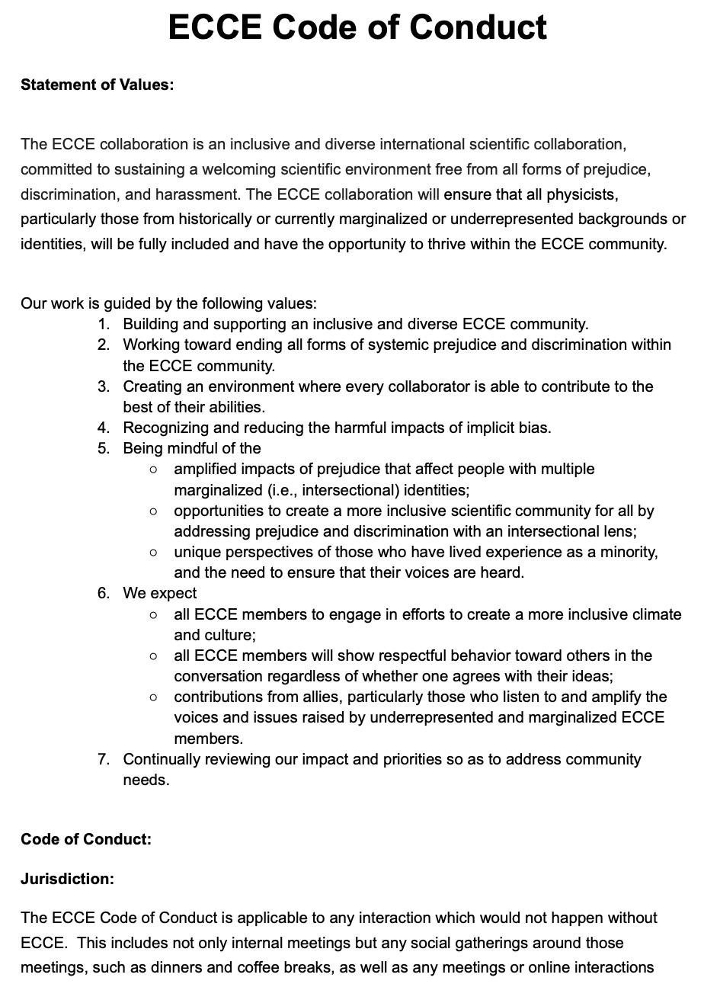 ECCE Code of Conduct
Statement of Values:
The ECCE collaboration is an inclusive and diverse international scientific collaboration,
committed to sustaining a welcoming scientific environment free from all forms of prejudice,
discrimination, and harassment. The ECCE collaboration will ensure that all physicists,
particularly those from historically or currently marginalized or underrepresented backgrounds or
identities, will be fully included and have the opportunity to thrive within the ECCE community.
Our work is guided by the following values:
1. Building and supporting an inclusive and diverse ECCE community.
2. Working toward ending all forms of systemic prejudice and discrimination within
the ECCE community.
3. Creating an environment where every collaborator is able to contribute to the
best of their abilities.
4. Recognizing and reducing the harmful impacts of implicit bias.
5. Being mindful of the
○ amplified impacts of prejudice that affect people with multiple
marginalized (i.e., intersectional) identities;
○ opportunities to create a more inclusive scientific community for all by
addressing prejudice and discrimination with an intersectional lens;
○ unique perspectives of those who have lived experience as a minority,
and the need to ensure that their voices are heard.
6. We expect
○ all ECCE members to engage in efforts to create a more inclusive climate
and culture;
○ all ECCE members will show respectful behavior toward others in the
conversation regardless of whether one agrees with their ideas;
○ contributions from allies, particularly those who listen to and amplify the
voices and issues raised by underrepresented and marginalized ECCE
members.
7. Continually reviewing our impact and priorities so as to address community
needs.
Code of Conduct:
Jurisdiction:
The ECCE Code of Conduct is applicable to any interaction which would not happen without
ECCE. This includes not only internal meetings but any social gatherings around those
meetings, such as dinners and coffee breaks, as well as any meetings or online interactions